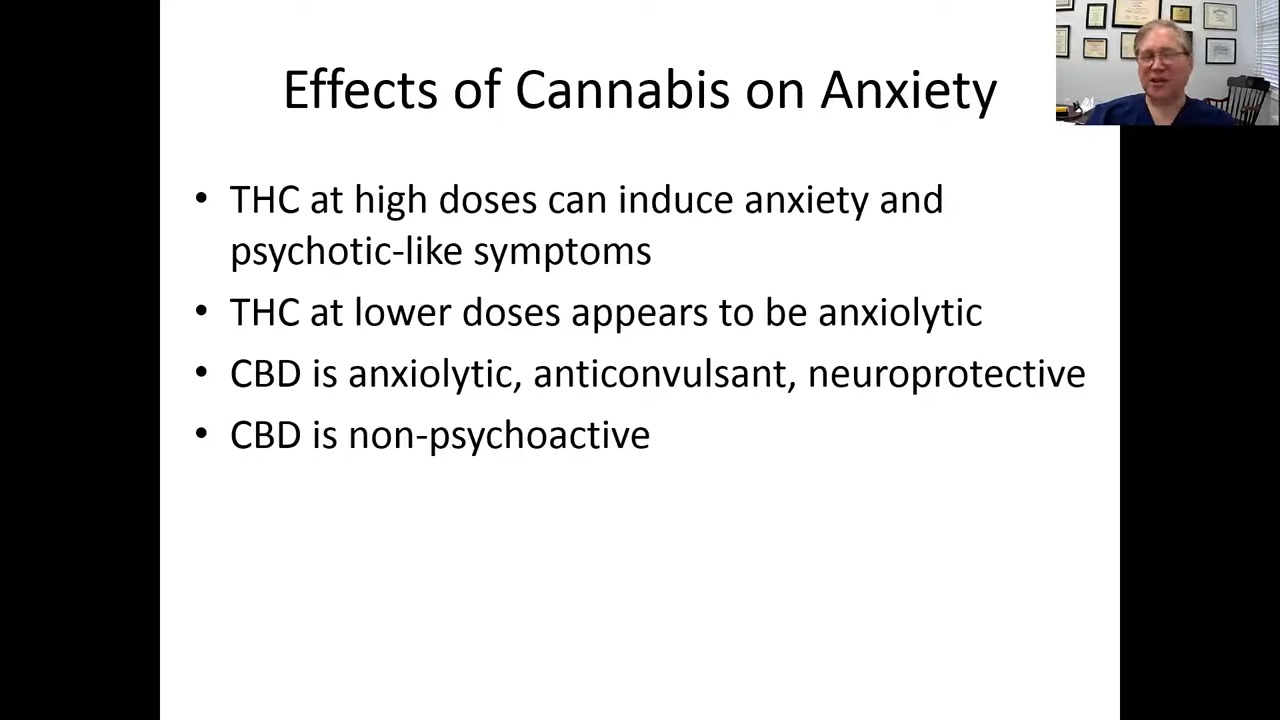 Effects of Cannabis on Anxiety
• THC at high doses can induce anxiety and
psychotic-like symptoms
• THC at lower doses appears to be anxiolytic
• CBD is anxiolytic, anticonvulsant, neuroprotective
• CBD is non-psychoactive